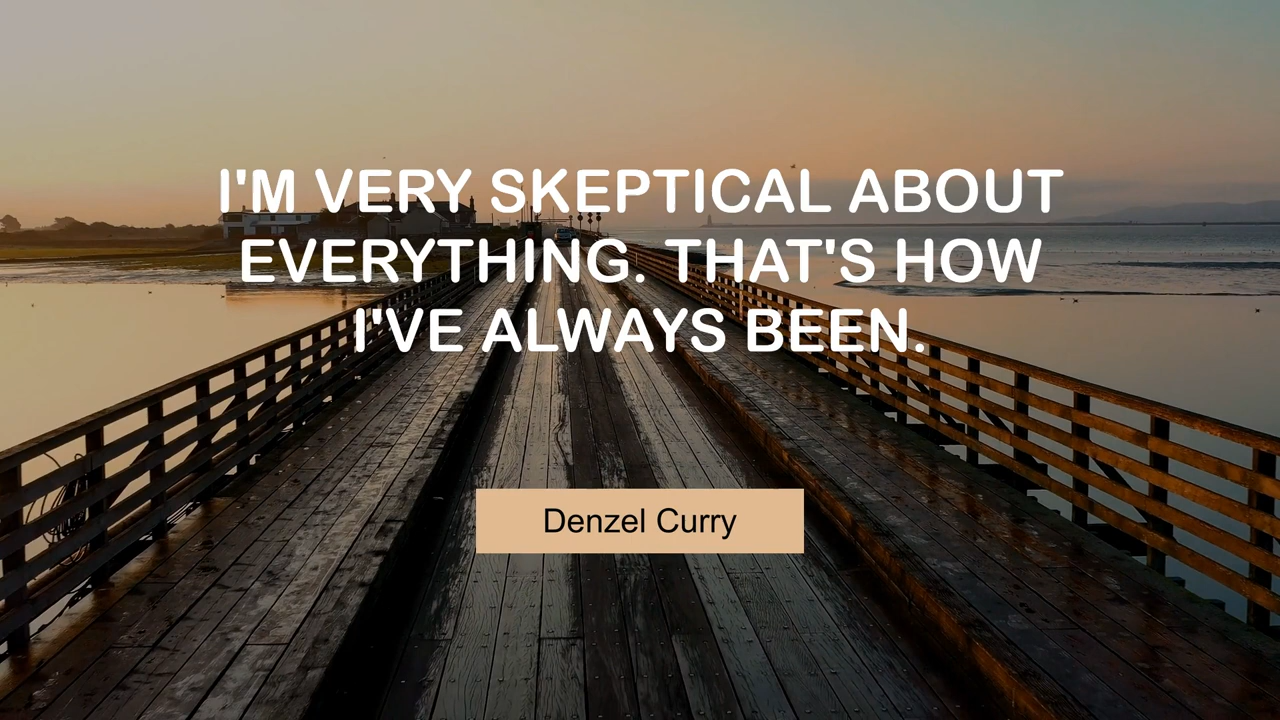 I'M VERY SKEPTICAL ABOUT
EVERYTHING. THAT'S HOW
I'VE ALWAYS BEEN.
Denzel Curry